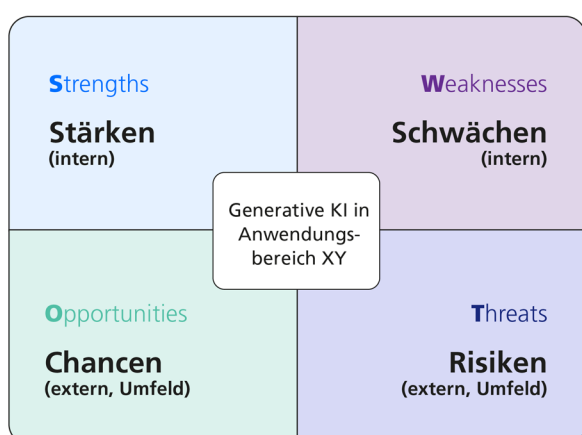 Strengths
Stärken
(intern)
Weaknesses
Schwächen
(intern)
Generative KI in
Anwendungs-
bereich XY
Opportunities
Chancen
(extern, Umfeld)
Threats
Risiken
(extern, Umfeld)